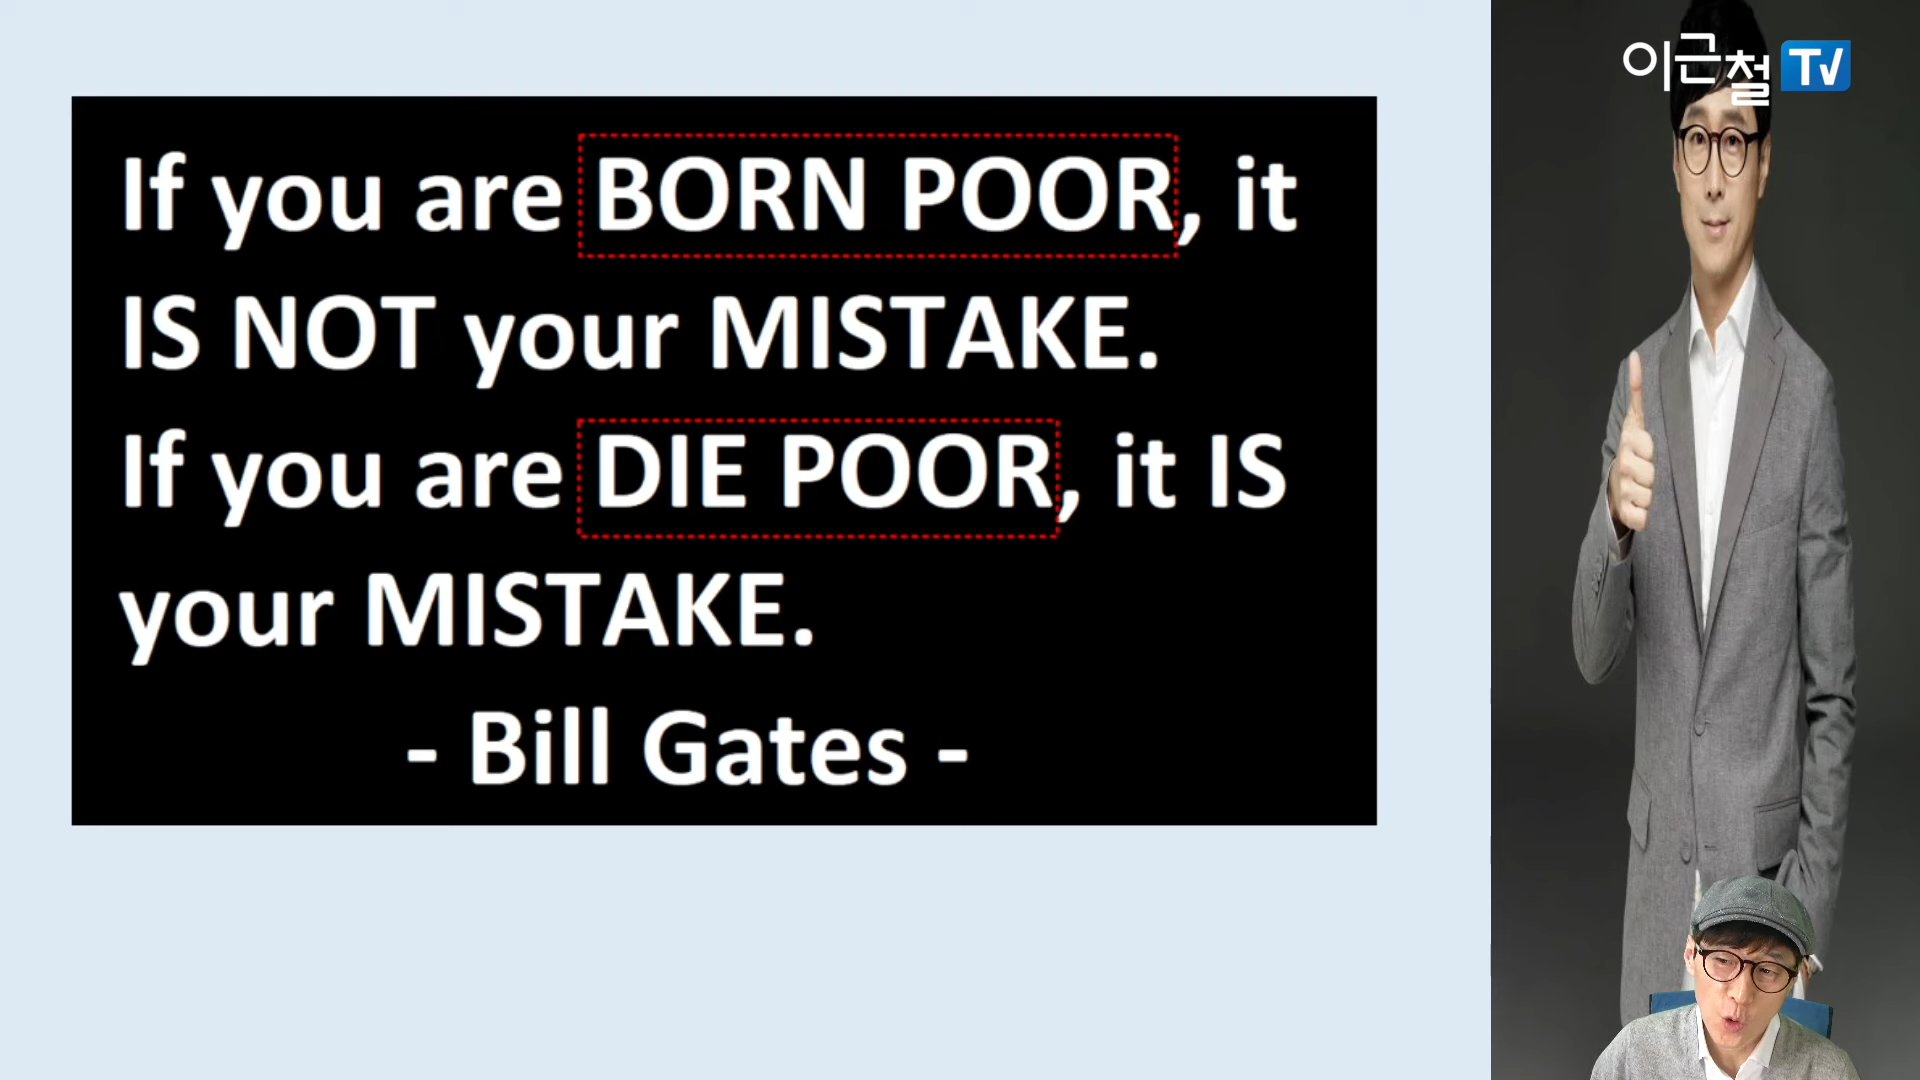 이근철 TV
If you are BORN POOR, it
IS NOT your MISTAKE.
If you are DIE POOR, it IS
your MISTAKE.
- Bill Gates -